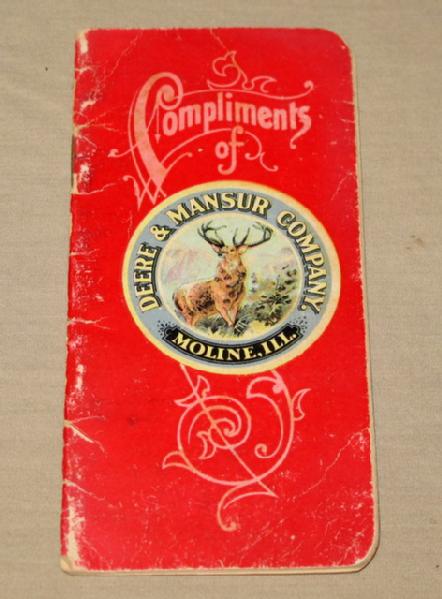 Compliments
of
DEERE & MANSUR COMPANY.
MOLINE, ILL.